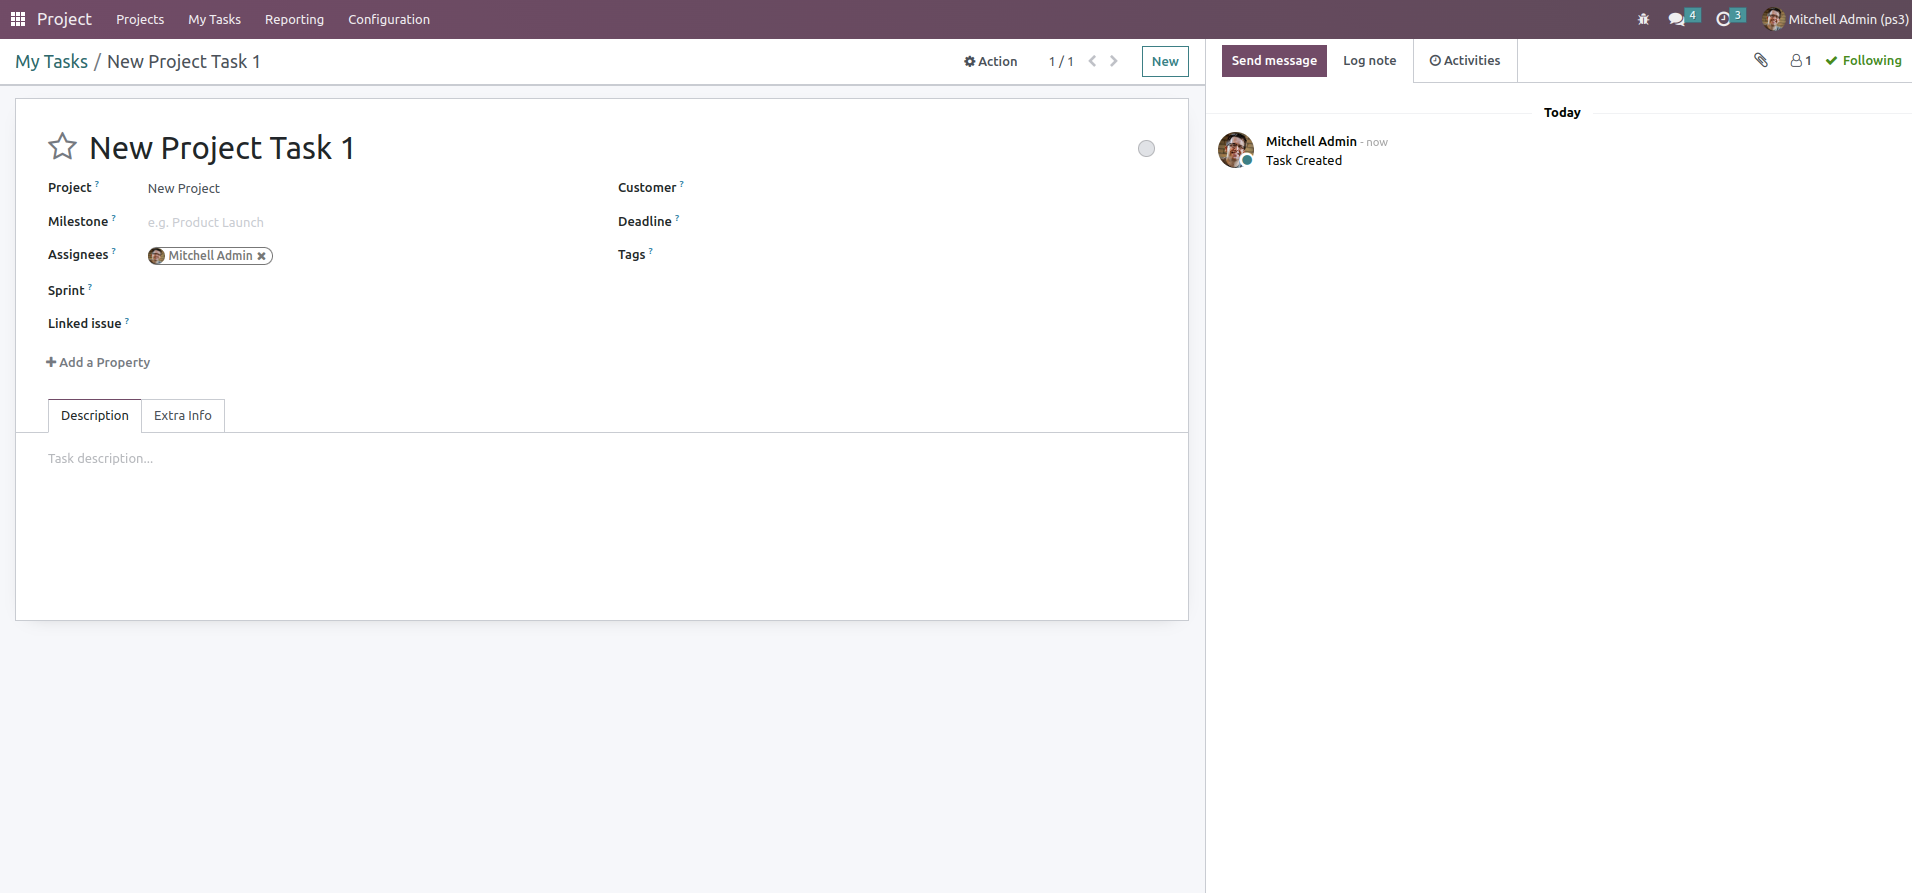 Project Projects My Tasks Reporting Configuration 4 3 Mitchell Admin (ps3)
My Tasks / New Project Task 1 Action 1 / 1 New Send message Log note Activities 1 Following
Today
New Project Task 1
Mitchell Admin - now
Task Created
Project ? New Project Customer ?
Milestone ? e.g. Product Launch Deadline ?
Assignees ? Mitchell Admin Tags ?
Sprint ?
Linked issue ?
Add a Property
Description Extra Info
Task description...